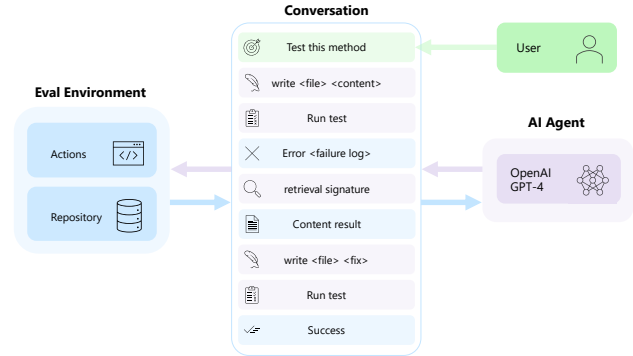 Conversation
Test this method
User
write <file> <content>
Eval Environment
Run test
AI Agent
Actions
Error <failure log>
OpenAI
GPT-4
retrieval signature
Repository
Content result
write <file> <fix>
Run test
Success